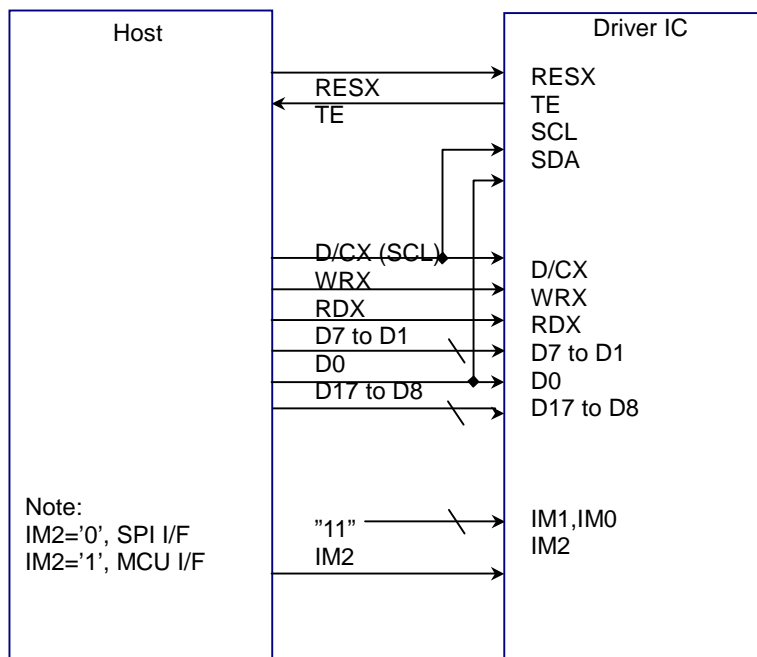 Host
Driver IC
RESX
TE
RESX
TE
SCL
SDA
D/CX (SCL)
WRX
RDX
D7 to D1
D0
D17 to D8
D/CX
WRX
RDX
D7 to D1
D0
D17 to D8
Note:
IM2='0', SPI I/F
IM2='1', MCU I/F
”11”
IM2
IM1,IM0
IM2